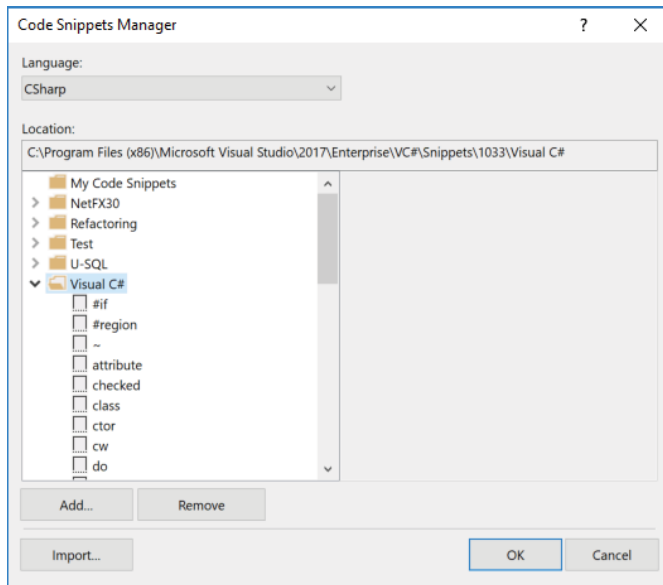 Code Snippets Manager
Language:
CSharp
Location:
C:\Program Files (x86)\Microsoft Visual Studio\2017\Enterprise\VC#\Snippets\1033\Visual C#
My Code Snippets
NetFX30
Refactoring
Test
U-SQL
Visual C#
#if
#region
~
attribute
checked
class
ctor
cw
do
Add... Remove
Import... OK Cancel